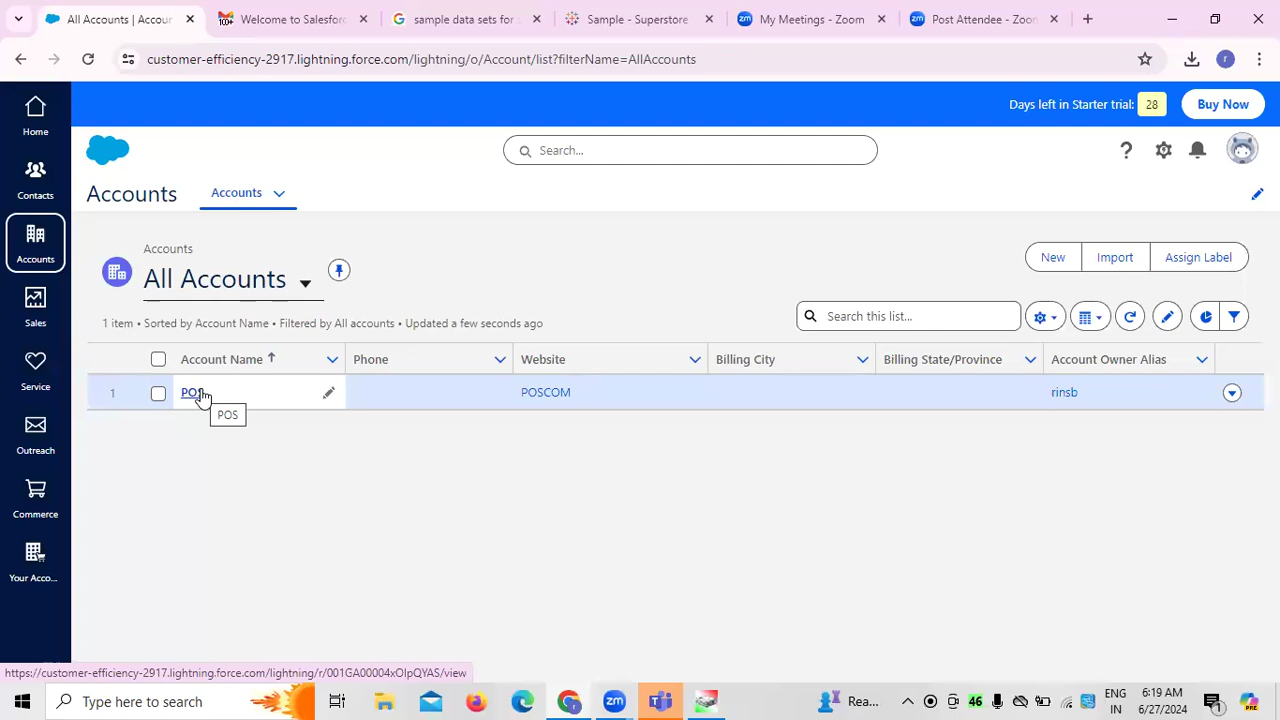 All Accounts | Accour
Welcome to Salesforc
sample data sets for s
Sample - Superstore
My Meetings - Zoom
Post Attendee - Zoom
customer-efficiency-2917.lightning.force.com/lightning/o/Account/list?filterName=AllAccounts
Days left in Starter trial: 28 Buy Now
Home
Search...
Contacts
Accounts Accounts
Accounts
Accounts
All Accounts
New Import Assign Label
Sales
1 item • Sorted by Account Name • Filtered by All accounts • Updated a few seconds ago
Search this list...
Account Name Phone Website Billing City Billing State/Province Account Owner Alias
Service
1 POS POSCOM rinsb
POS
Outreach
Commerce
Your Acco...
https://customer-efficiency-2917.lightning.force.com/lightning/r/001GA00004xOIpQYAS/view
Type here to search
Rea...
46
ENG
IN
6:19 AM
6/27/2024